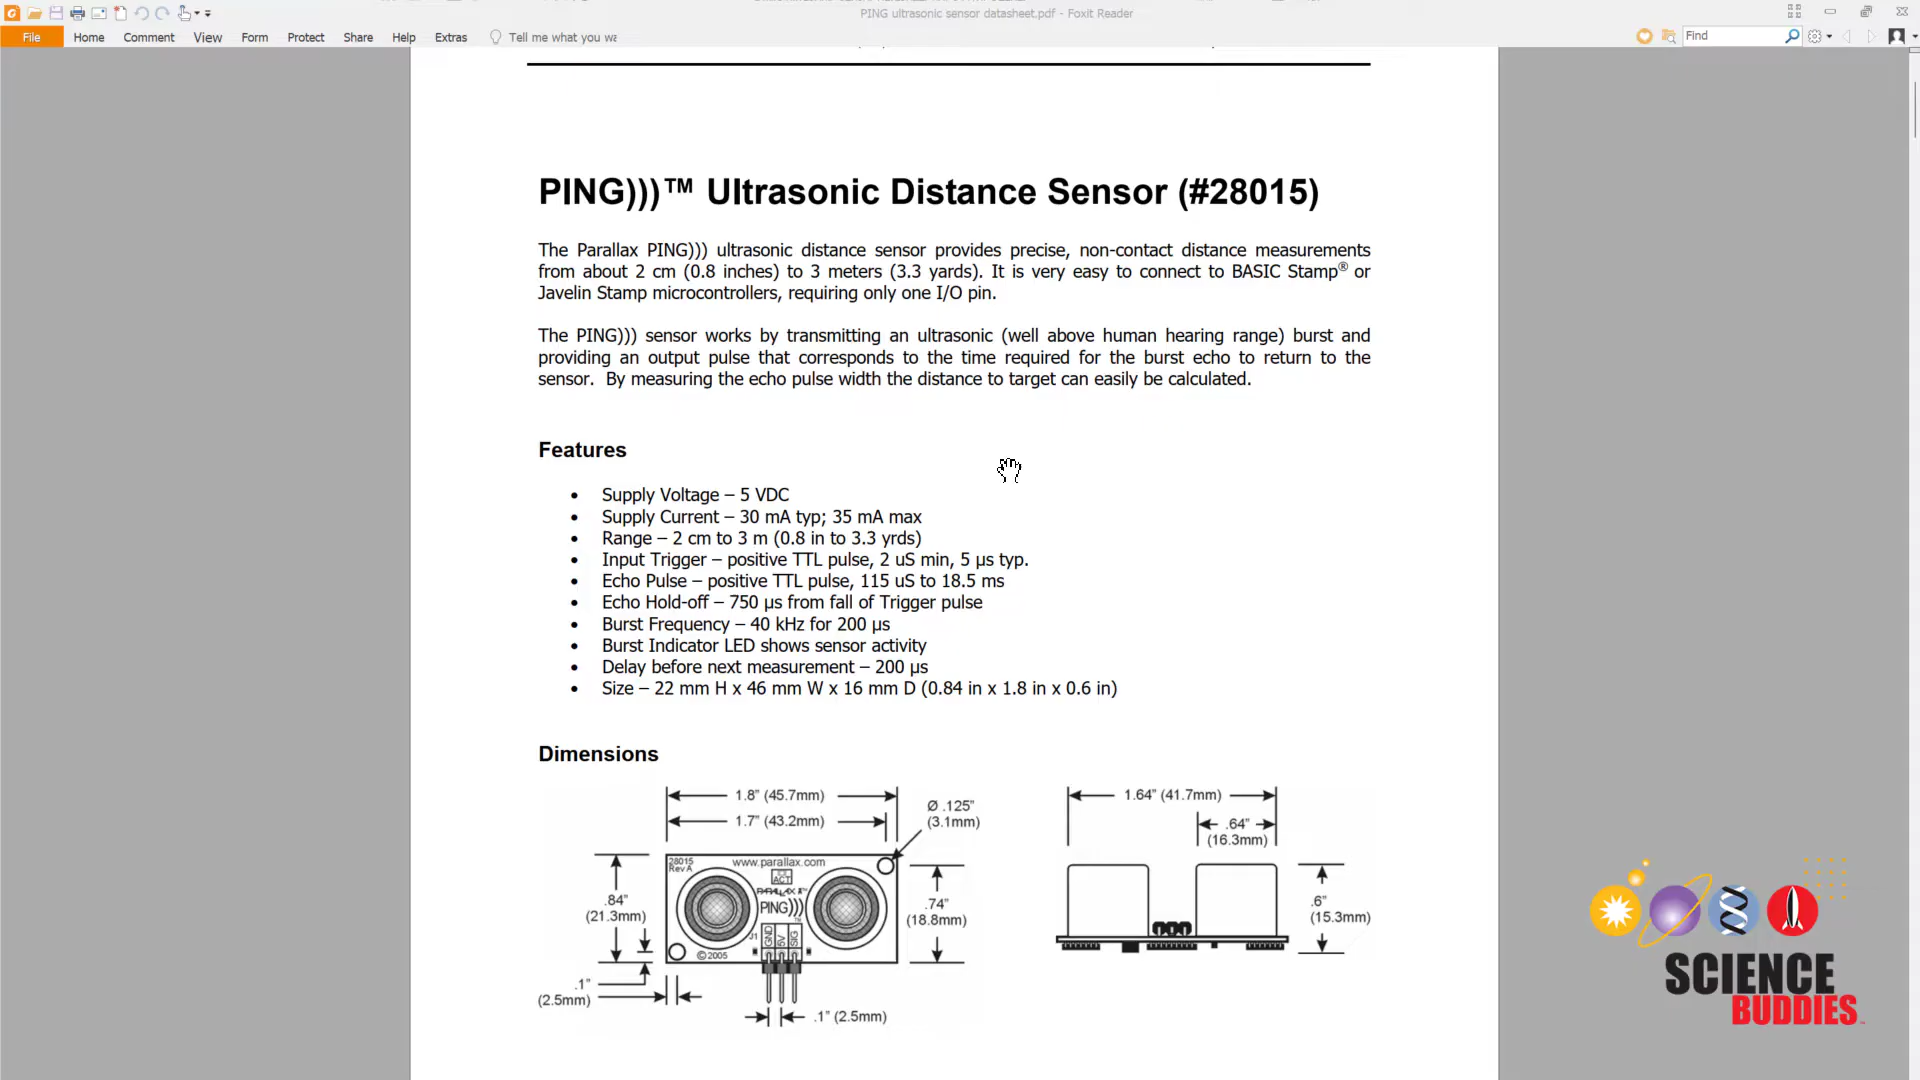 PING ultrasonic sensor datasheet.pdf - Foxit Reader
File Home Comment View Form Protect Share Help Extras Tell me what you wa Find
PING)))™ Ultrasonic Distance Sensor (#28015)
The Parallax PING))) ultrasonic distance sensor provides precise, non-contact distance measurements
from about 2 cm (0.8 inches) to 3 meters (3.3 yards). It is very easy to connect to BASIC Stamp® or
Javelin Stamp microcontrollers, requiring only one I/O pin.
The PING))) sensor works by transmitting an ultrasonic (well above human hearing range) burst and
providing an output pulse that corresponds to the time required for the burst echo to return to the
sensor. By measuring the echo pulse width the distance to target can easily be calculated.
Features
• Supply Voltage – 5 VDC
• Supply Current – 30 mA typ; 35 mA max
• Range – 2 cm to 3 m (0.8 in to 3.3 yrds)
• Input Trigger – positive TTL pulse, 2 uS min, 5 µs typ.
• Echo Pulse – positive TTL pulse, 115 uS to 18.5 ms
• Echo Hold-off – 750 µs from fall of Trigger pulse
• Burst Frequency – 40 kHz for 200 µs
• Burst Indicator LED shows sensor activity
• Delay before next measurement – 200 µs
• Size – 22 mm H x 46 mm W x 16 mm D (0.84 in x 1.8 in x 0.6 in)
Dimensions
1.8” (45.7mm)
1.7” (43.2mm)
Ø .125”
(3.1mm)
28015
Rev A
www.parallax.com
ACT
PARALLAX
PING)))™
.84”
(21.3mm)
.74”
(18.8mm)
J1
GND
5V
SIG
©2005
.1”
(2.5mm)
.1” (2.5mm)
1.64” (41.7mm)
.64”
(16.3mm)
.6”
(15.3mm)
SCIENCE
BUDDIES